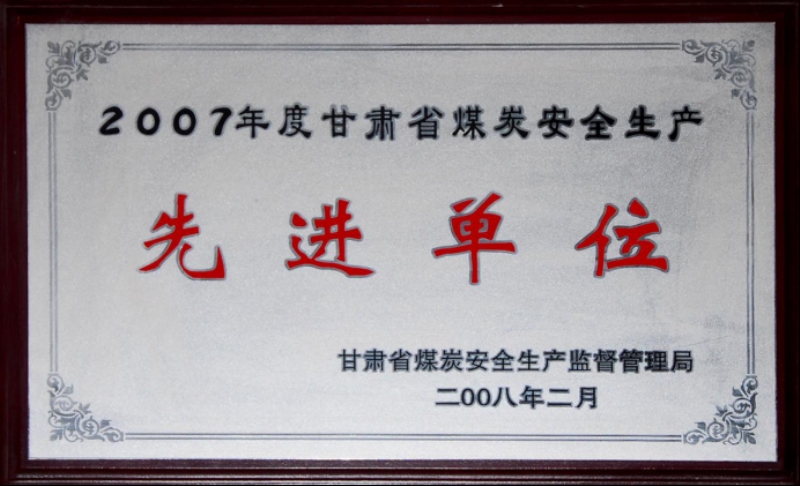 2007年度甘肃省煤炭安全生产
先进单位
甘肃省煤炭安全生产监督管理局
二00八年二月